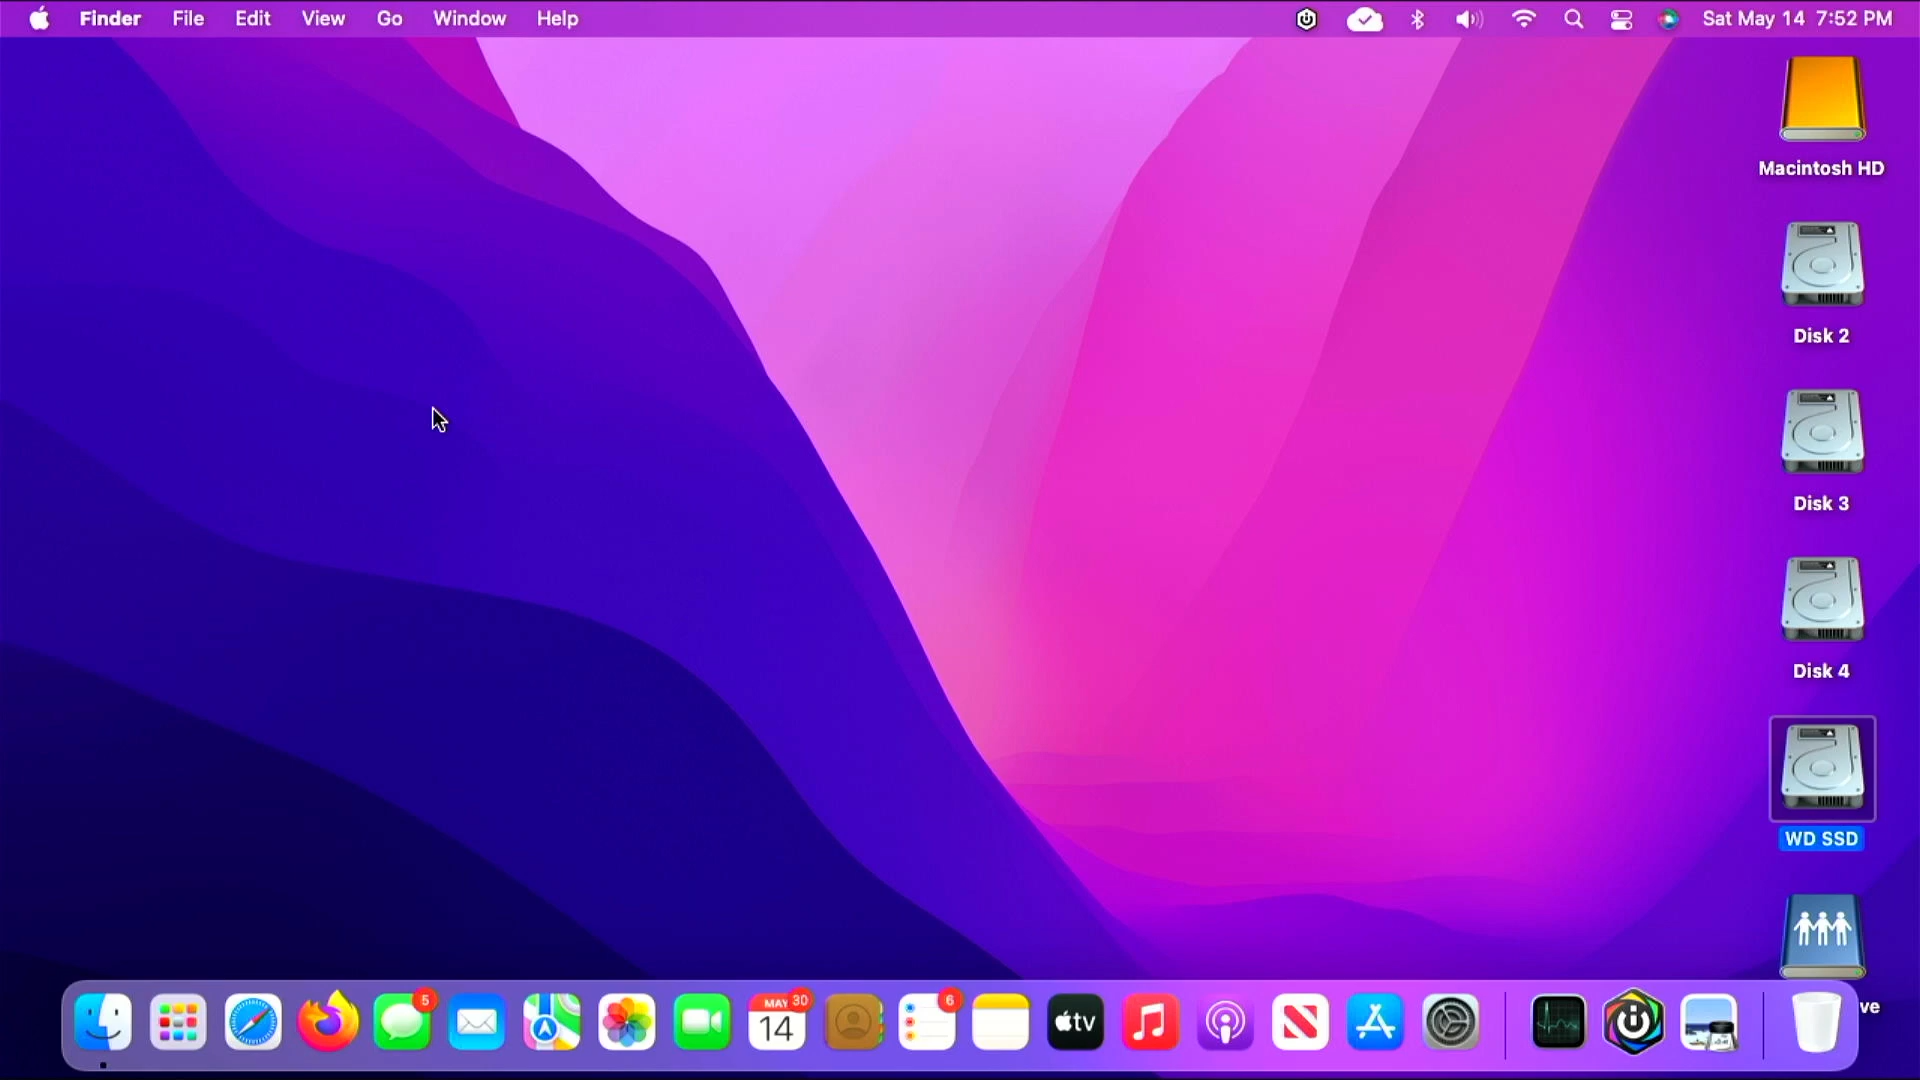 Finder File Edit View Go Window Help Sat May 14 7:52 PM
Macintosh HD
Disk 2
Disk 3
Disk 4
WD SSD
ve
5
MAY 30
14
6
tv